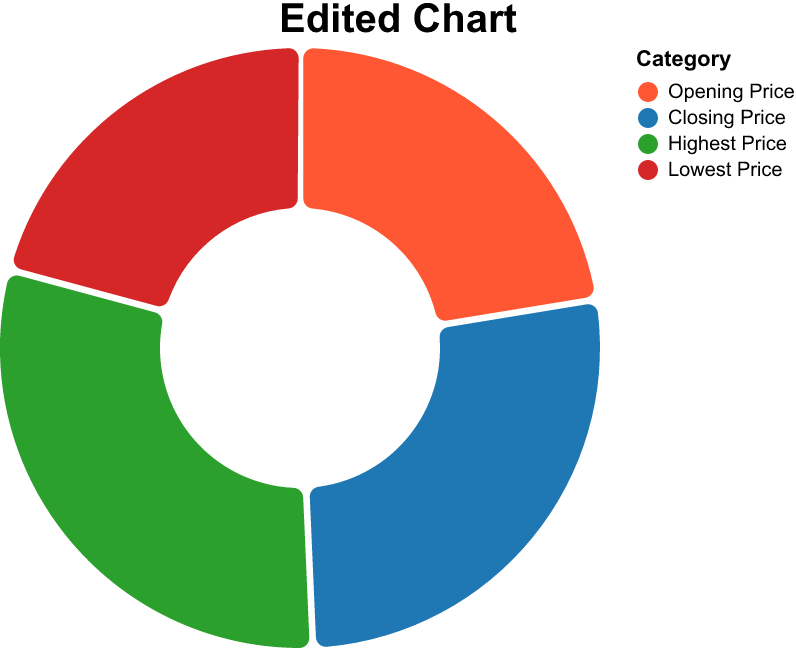 Edited Chart
Category
Opening Price
Closing Price
Highest Price
Lowest Price